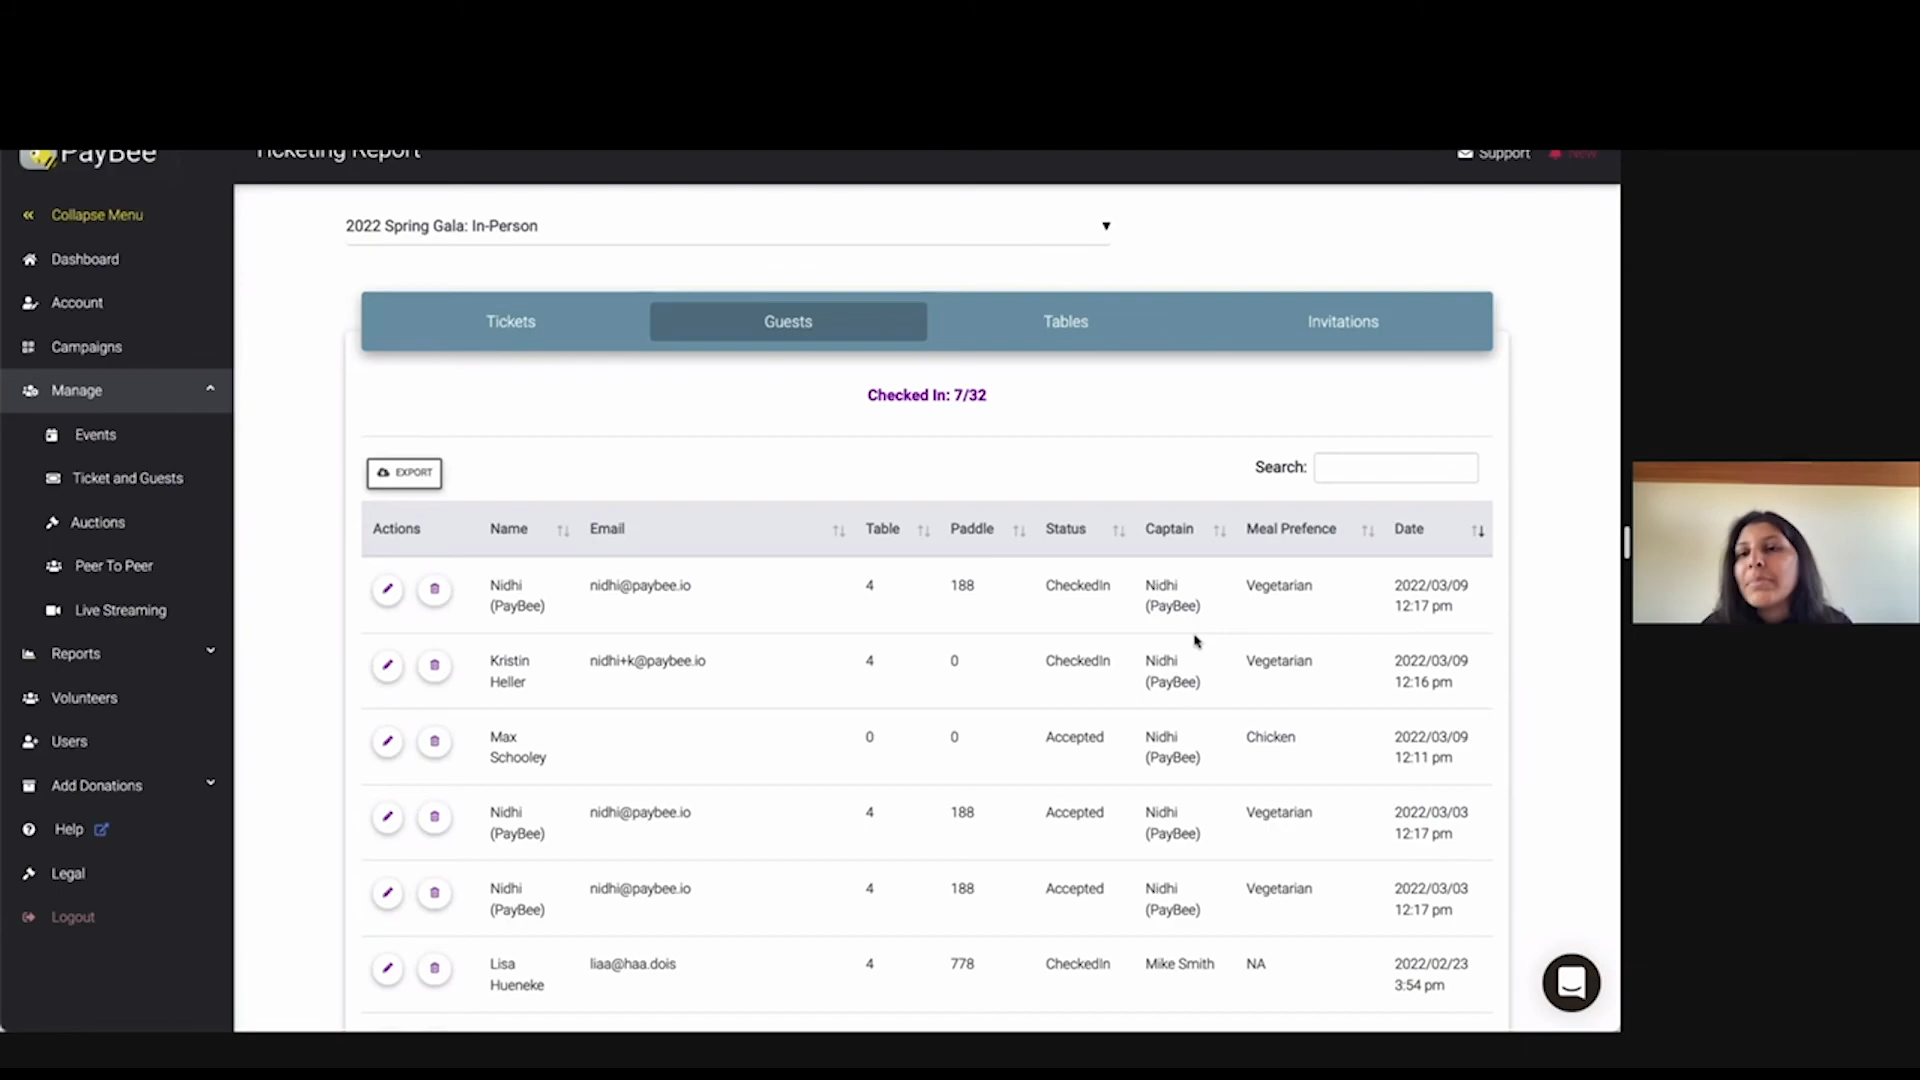 PayBee
Ticketing Report
Support
NEW
Collapse Menu
Dashboard
Account
Campaigns
Manage
Events
Ticket and Guests
Auctions
Peer To Peer
Live Streaming
Reports
Volunteers
Users
Add Donations
Help
Legal
Logout
2022 Spring Gala: In-Person
Tickets Guests Tables Invitations
Checked In: 7/32
EXPORT
Search:
Actions Name Email Table Paddle Status Captain Meal Prefence Date
Nidhi nidhi@paybee.io 4 188 CheckedIn Nidhi Vegetarian 2022/03/09
(PayBee) (PayBee) 12:17 pm
Kristin nidhi+k@paybee.io 4 0 CheckedIn Nidhi Vegetarian 2022/03/09
Heller (PayBee) 12:16 pm
Max 0 0 Accepted Nidhi Chicken 2022/03/09
Schooley (PayBee) 12:11 pm
Nidhi nidhi@paybee.io 4 188 Accepted Nidhi Vegetarian 2022/03/03
(PayBee) (PayBee) 12:17 pm
Nidhi nidhi@paybee.io 4 188 Accepted Nidhi Vegetarian 2022/03/03
(PayBee) (PayBee) 12:17 pm
Lisa liaa@haa.dois 4 778 CheckedIn Mike Smith NA 2022/02/23
Hueneke 3:54 pm